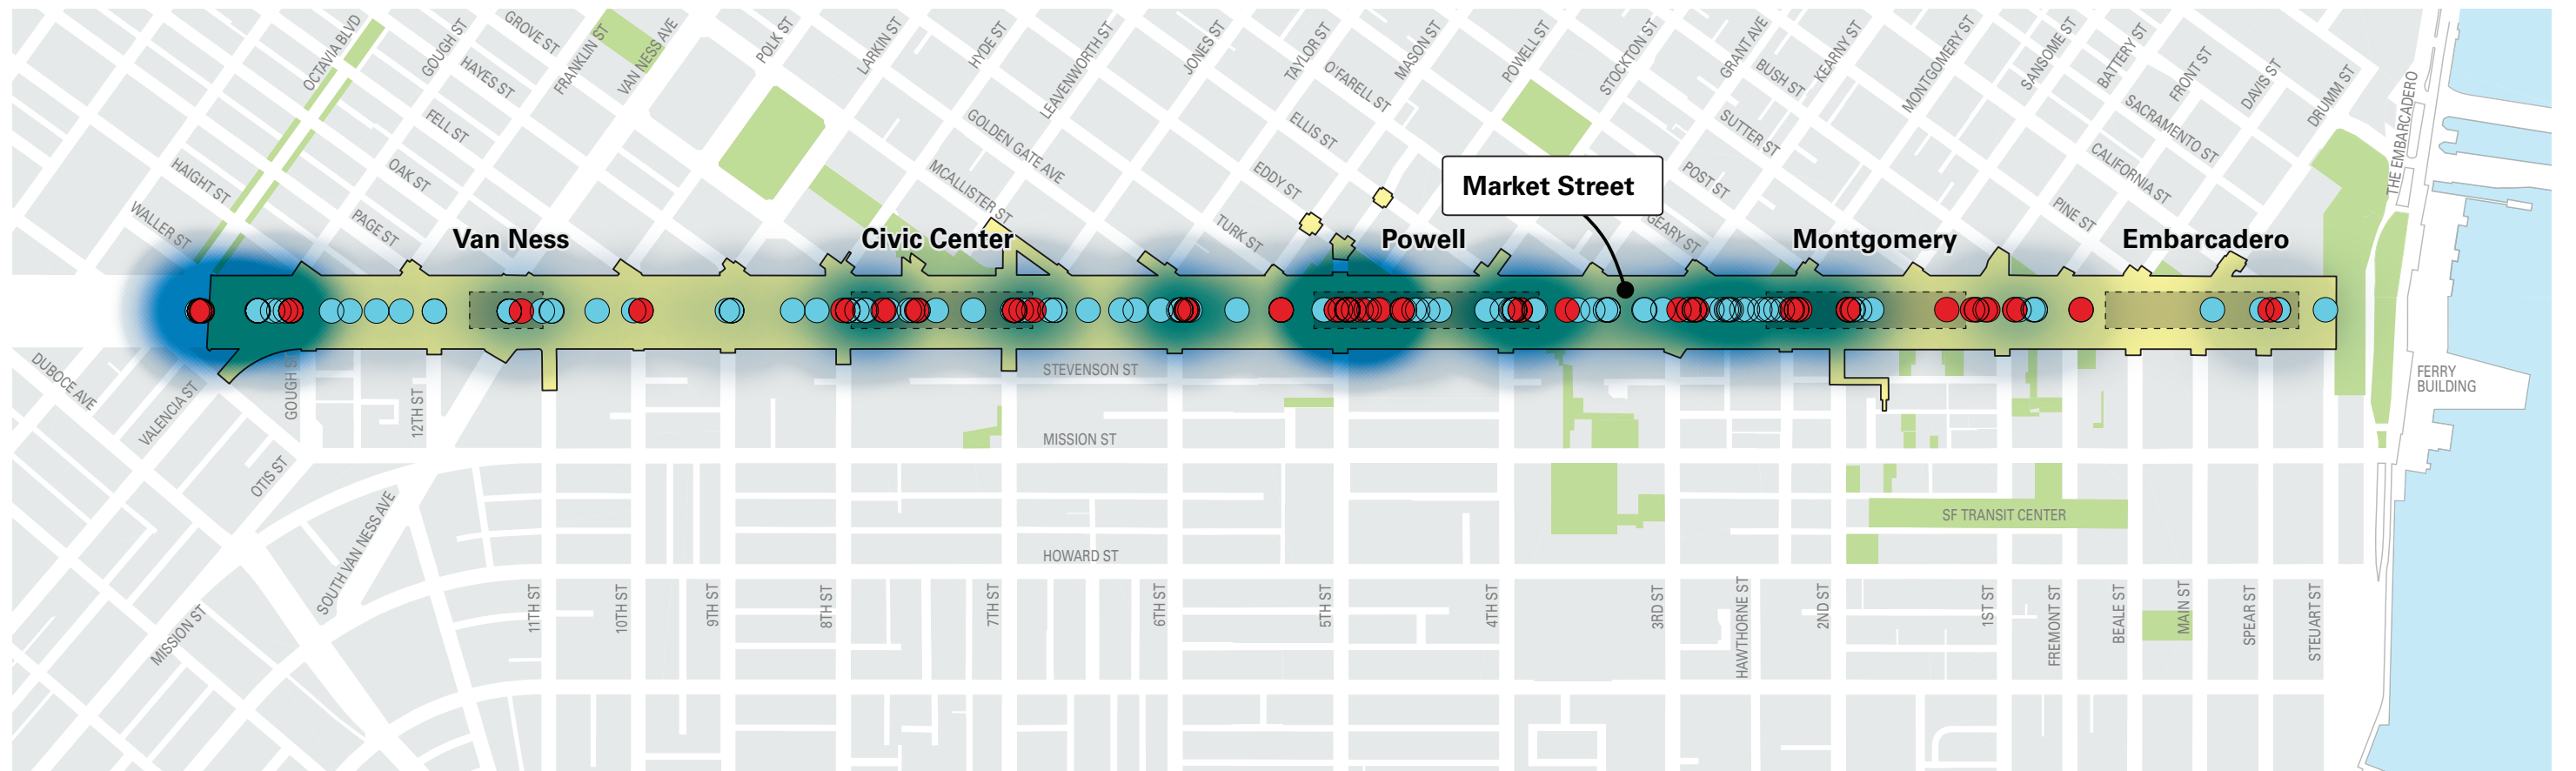 OCTAVIA BLVD
GOUGH ST
GROVE ST
HAYES ST
FRANKLIN ST
VAN NESS AVE
POLK ST
LARKIN ST
HYDE ST
LEAVENWORTH ST
JONES ST
TAYLOR ST
O'FARELL ST
MASON ST
POWELL ST
STOCKTON ST
GRANT AVE
BUSH ST
KEARNY ST
MONTGOMERY ST
SANSOME ST
BATTERY ST
FRONT ST
DAVIS ST
DRUMM ST
THE EMBARCADERO
FELL ST
OAK ST
HAIGHT ST
WALLER ST
PAGE ST
GOLDEN GATE AVE
MCALLISTER ST
ELLIS ST
EDDY ST
TURK ST
SUTTER ST
POST ST
GEARY ST
SACRAMENTO ST
CALIFORNIA ST
PINE ST
Market Street
Van Ness
Civic Center
Powell
Montgomery
Embarcadero
DUBOCE AVE
VALENCIA ST
GOUGH ST
12TH ST
STEVENSON ST
FERRY
BUILDING
MISSION ST
OTIS ST
SOUTH VAN NESS AVE
SF TRANSIT CENTER
HOWARD ST
MISSION ST
11TH ST
10TH ST
9TH ST
8TH ST
7TH ST
6TH ST
5TH ST
4TH ST
3RD ST
HAWTHORNE ST
2ND ST
1ST ST
FREMONT ST
BEALE ST
MAIN ST
SPEAR ST
STEUART ST